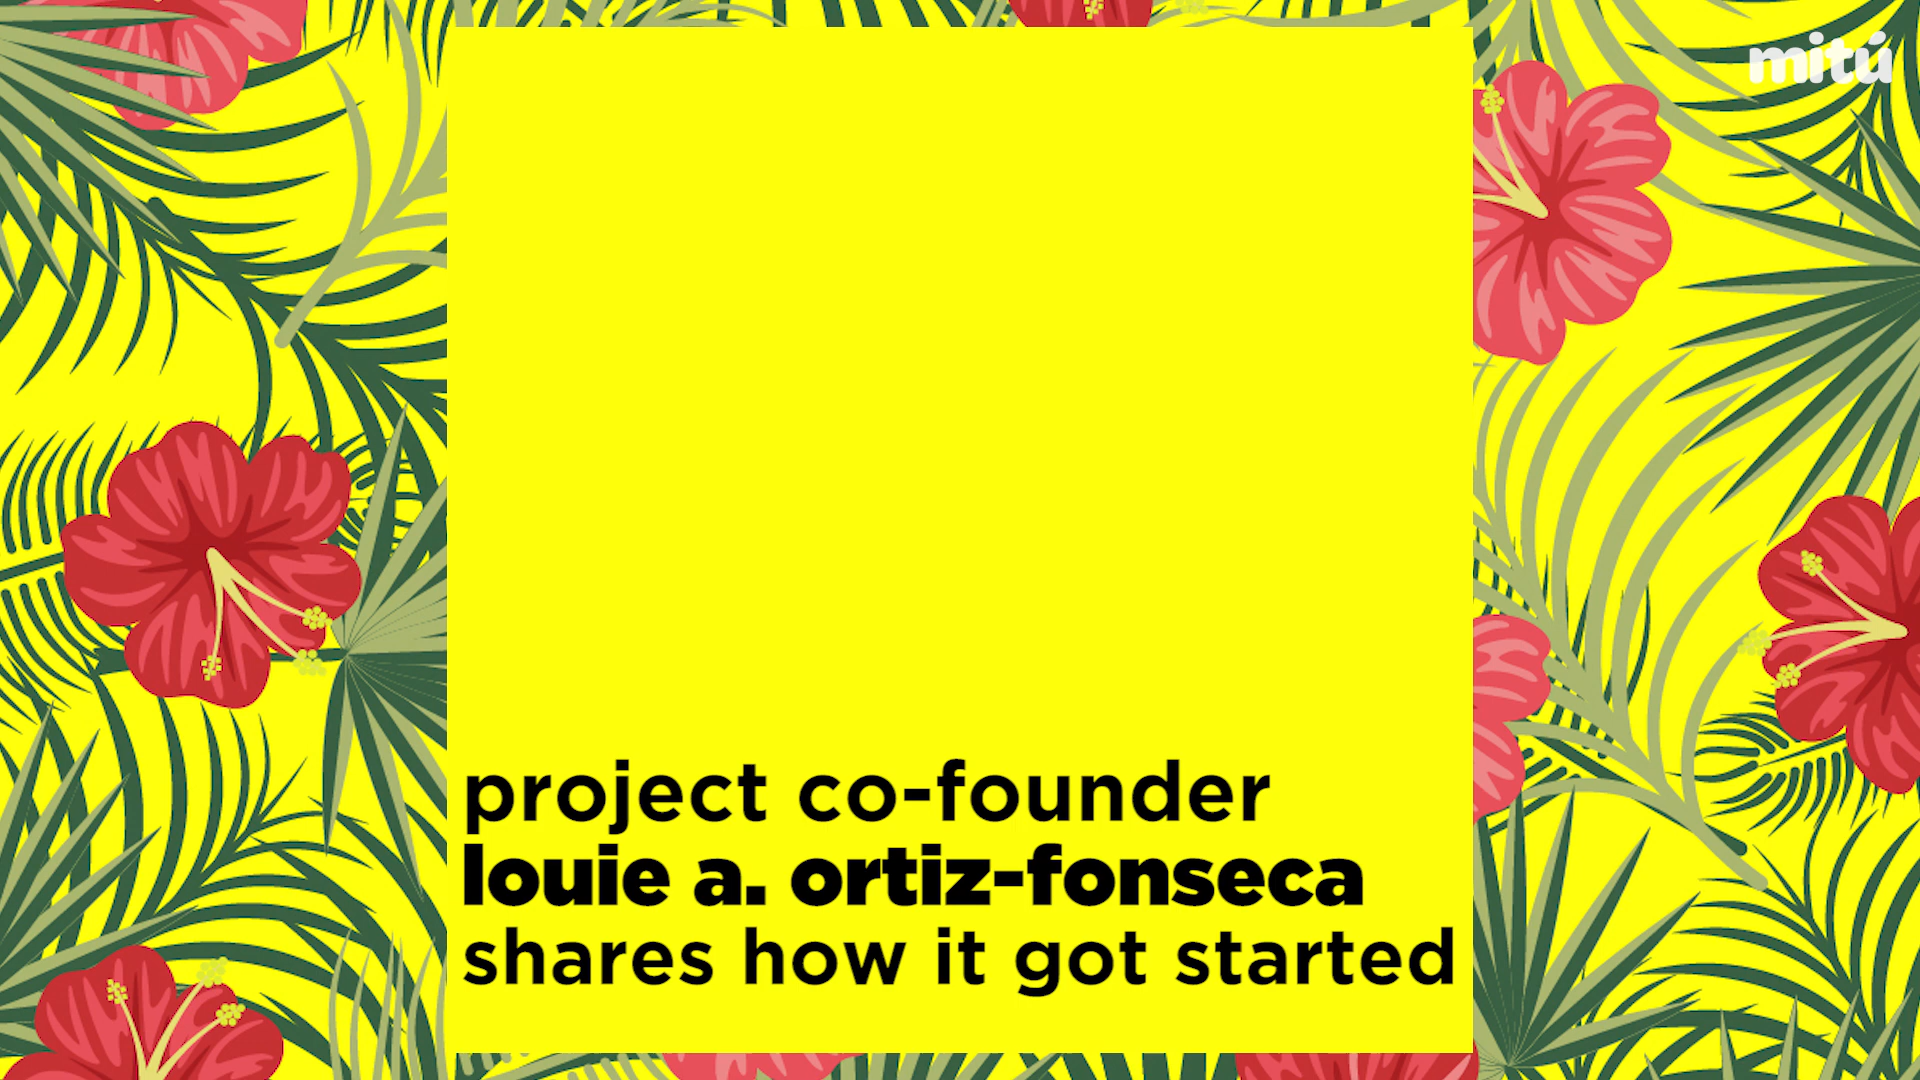 mitú
project co-founder
louie a. ortiz-fonseca
shares how it got started